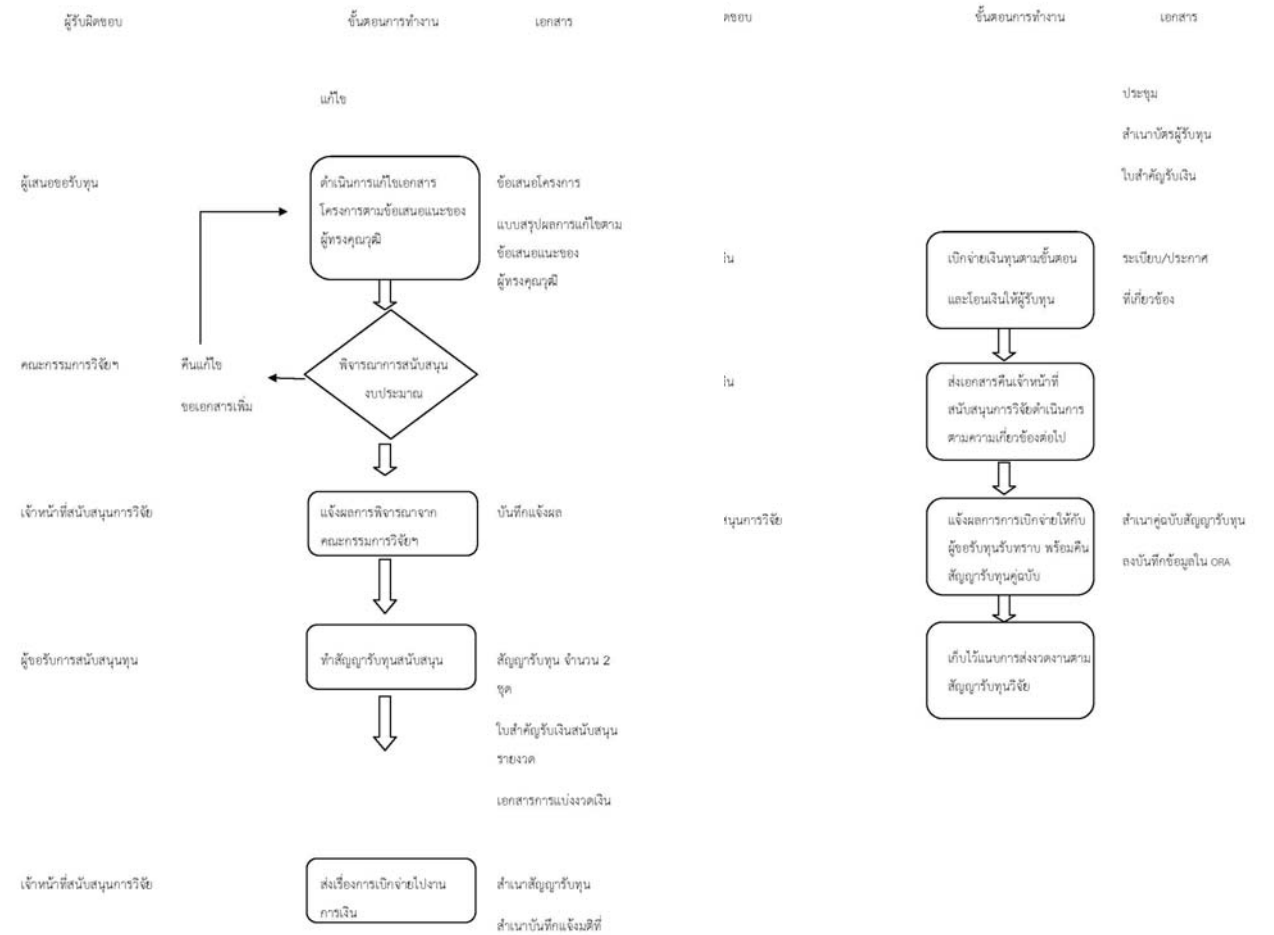 ผู้รับผิดชอบ ขั้นตอนการทำงาน เอกสาร
แก้ไข
ผู้เสนอขอรับทุน
ดำเนินการแก้ไขเอกสาร
โครงการตามข้อเสนอแนะของ
ผู้ทรงคุณวุฒิ
ข้อเสนอโครงการ
แบบสรุปผลการแก้ไขตาม
ข้อเสนอแนะของ
ผู้ทรงคุณวุฒิ
คณะกรรมการวิจัยฯ
คืนแก้ไข
ขอเอกสารเพิ่ม
พิจารณาการสนับสนุน
งบประมาณ
เจ้าหน้าที่สนับสนุนการวิจัย
แจ้งผลการพิจารณาจาก
คณะกรรมการวิจัยฯ
บันทึกแจ้งผล
ผู้ขอรับการสนับสนุนทุน
ทำสัญญารับทุนสนับสนุน
สัญญารับทุน จำนวน 2
ชุด
ใบสำคัญรับเงินสนับสนุน
รายงวด
เอกสารการแบ่งงวดเงิน
เจ้าหน้าที่สนับสนุนการวิจัย
ส่งเรื่องการเบิกจ่ายไปงาน
การเงิน
สำเนาสัญญารับทุน
สำเนาบันทึกแจ้งมติที่
ดชอบ ขั้นตอนการทำงาน เอกสาร
ประชุม
สำเนาบัตรผู้รับทุน
ใบสำคัญรับเงิน
งิน
เบิกจ่ายเงินทุนตามขั้นตอน
และโอนเงินให้ผู้รับทุน
ระเบียบ/ประกาศ
ที่เกี่ยวข้อง
งิน
ส่งเอกสารคืนเจ้าหน้าที่
สนับสนุนการวิจัยดำเนินการ
ตามความเกี่ยวข้องต่อไป
สนุนการวิจัย
แจ้งผลการการเบิกจ่ายให้กับ
ผู้ขอรับทุนรับทราบ พร้อมคืน
สัญญารับทุนคู่ฉบับ
สำเนาคู่ฉบับสัญญารับทุน
ลงบันทึกข้อมูลใน ORA
เก็บไว้แนบการส่งงวดงานตาม
สัญญารับทุนวิจัย